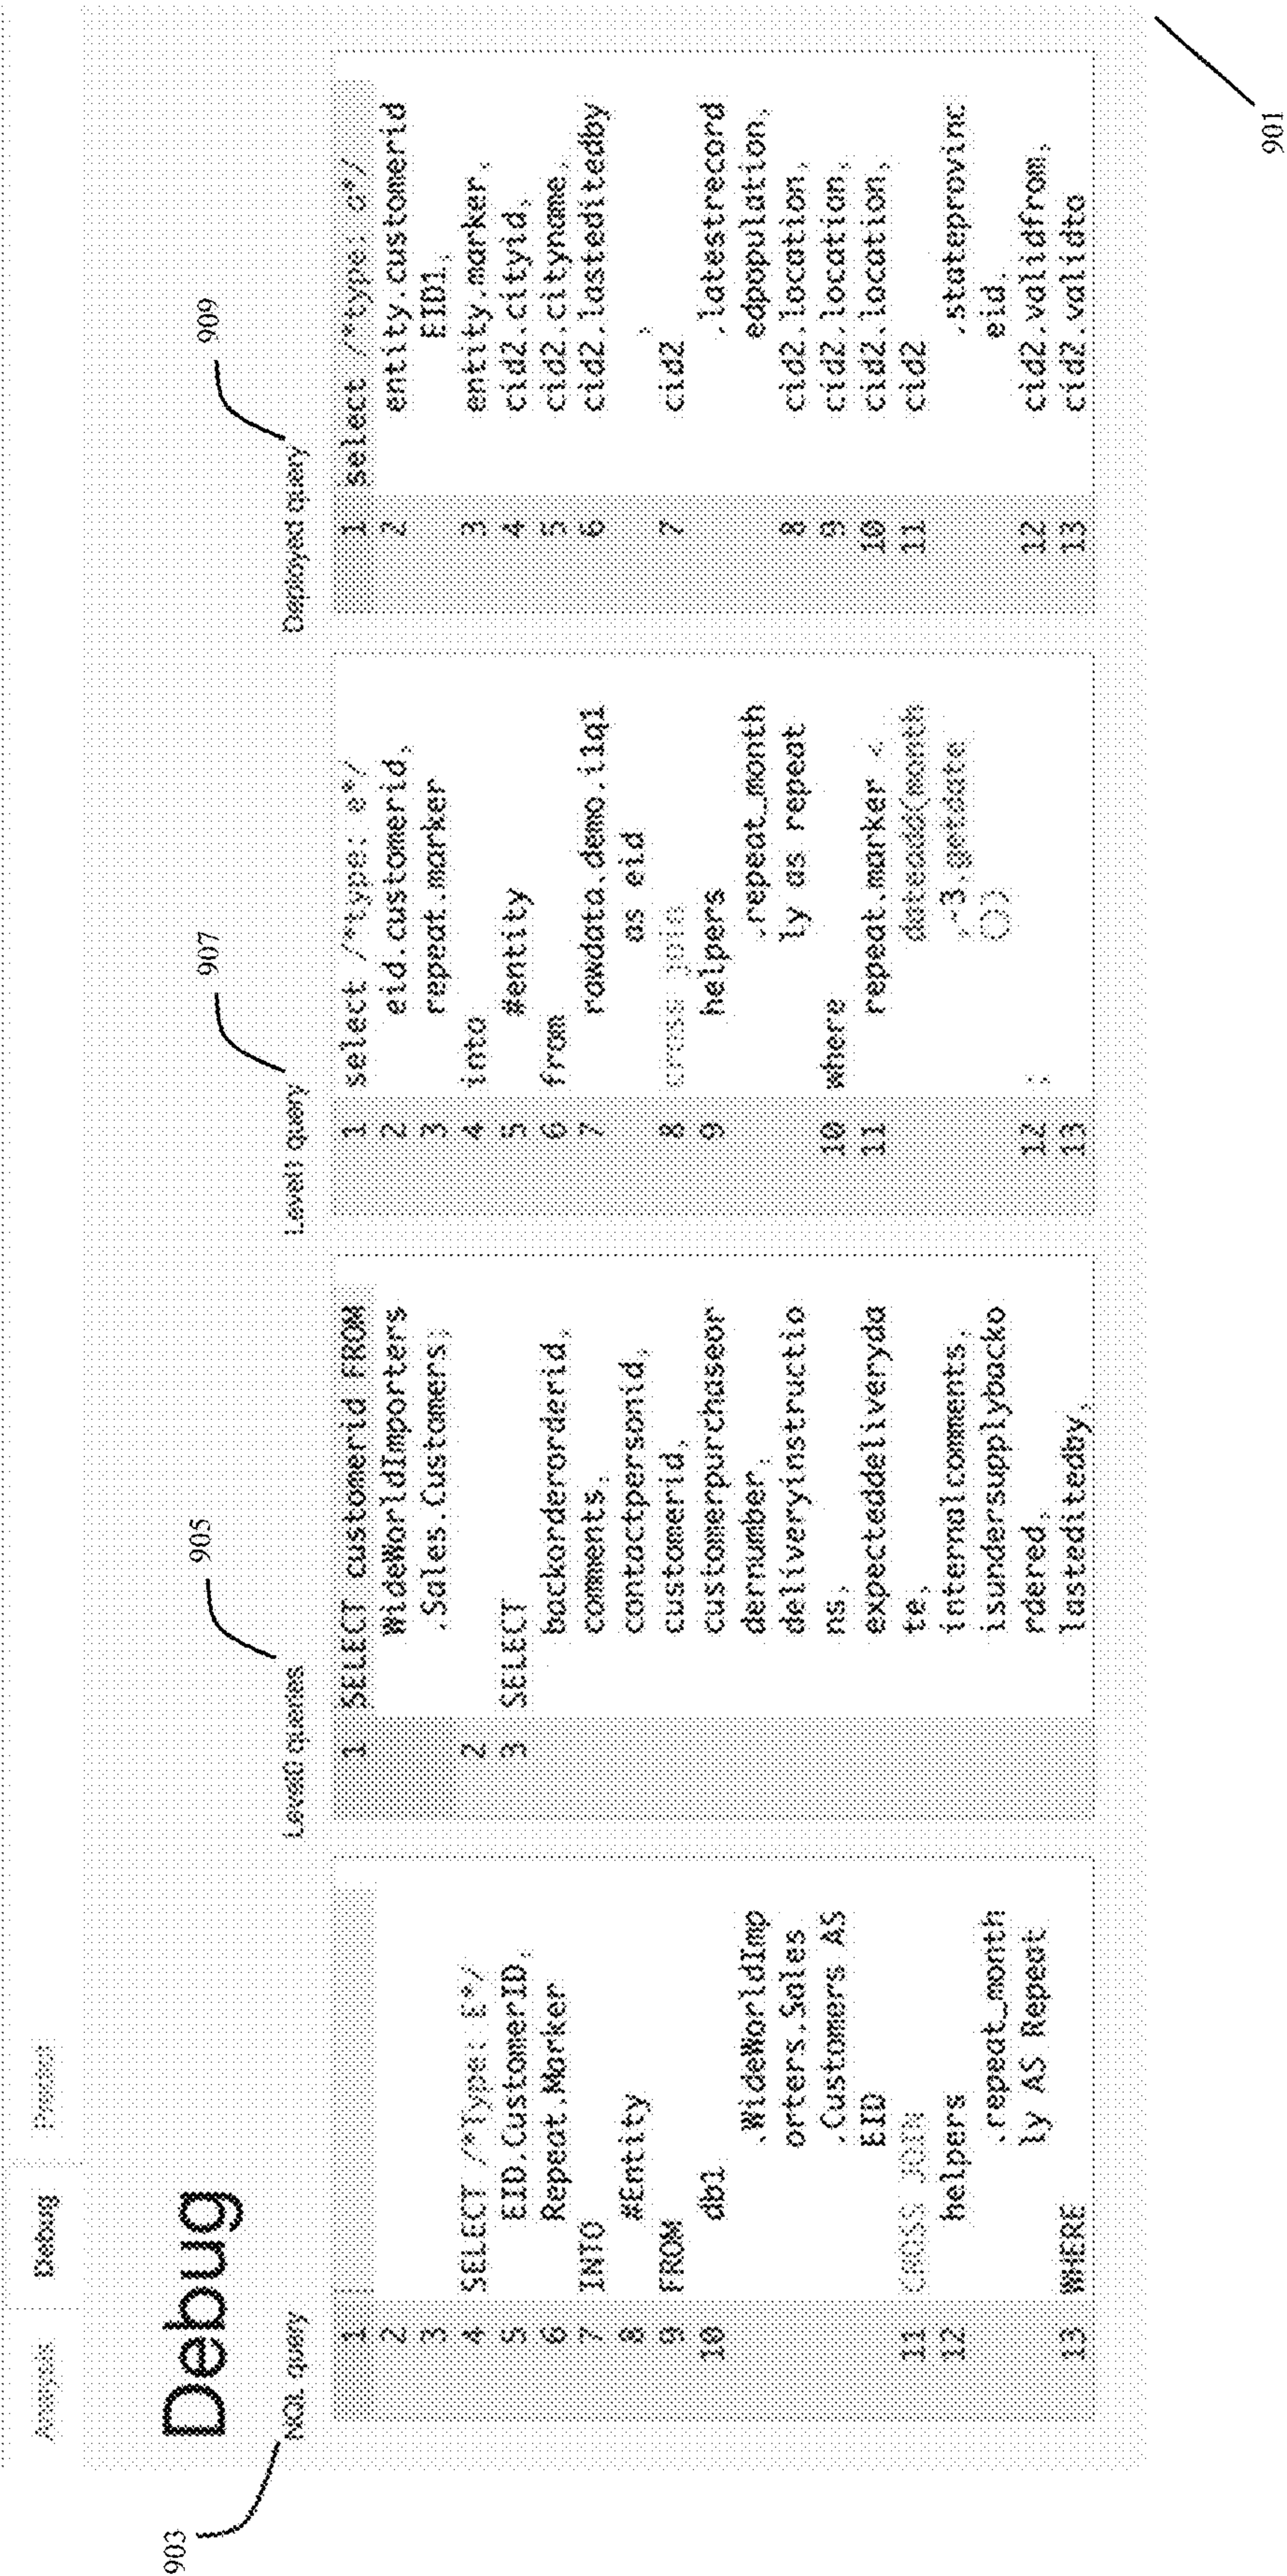 Analysis
Debug
Predict
Debug
903
NQL query
1
2
3
4 SELECT /*Type: E*/
5 EID.CustomerID,
6 Repeat.Marker
7 INTO
8 #Entity
9 FROM
10 db1
.WideWorldImp
orters.Sales
.Customers AS
EID
11 CROSS JOIN
12 helpers
.repeat_month
ly AS Repeat
13 WHERE
905
Level0 queries
1 SELECT customerid FROM
WideWorldImporters
.Sales.Customers;
2
3 SELECT
backorderorderid,
comments,
contactpersonid,
customerid,
customerpurchaseor
dernumber,
deliveryinstructio
ns,
expectaddeliveryda
te,
internalcomments,
isundersupplybacko
rdered,
lasteditedby,
907
Level1 query
1 select /*type: e*/
2 eid.customerid,
3 repeat.marker
4 into
5 #entity
6 from
7 rawdata.demo.ilq1
as eid
8 cross join
9 helpers
.repeat_month
ly as repeat
10 where
11 repeat.marker <
dateadd(month
,-3,getdate
())
12 ;
13
909
Deployed query
1 select /*type: d*/
2 entity.customerid
EID1,
3 entity.marker,
4 cid2.cityid,
5 cid2.cityname,
6 cid2.lasteditedby
,
7 cid2
.latestrecord
edpopulation,
8 cid2.location,
9 cid2.location,
10 cid2.location,
11 cid2
.stateprovinc
eid,
12 cid2.validfrom,
13 cid2.validto
901